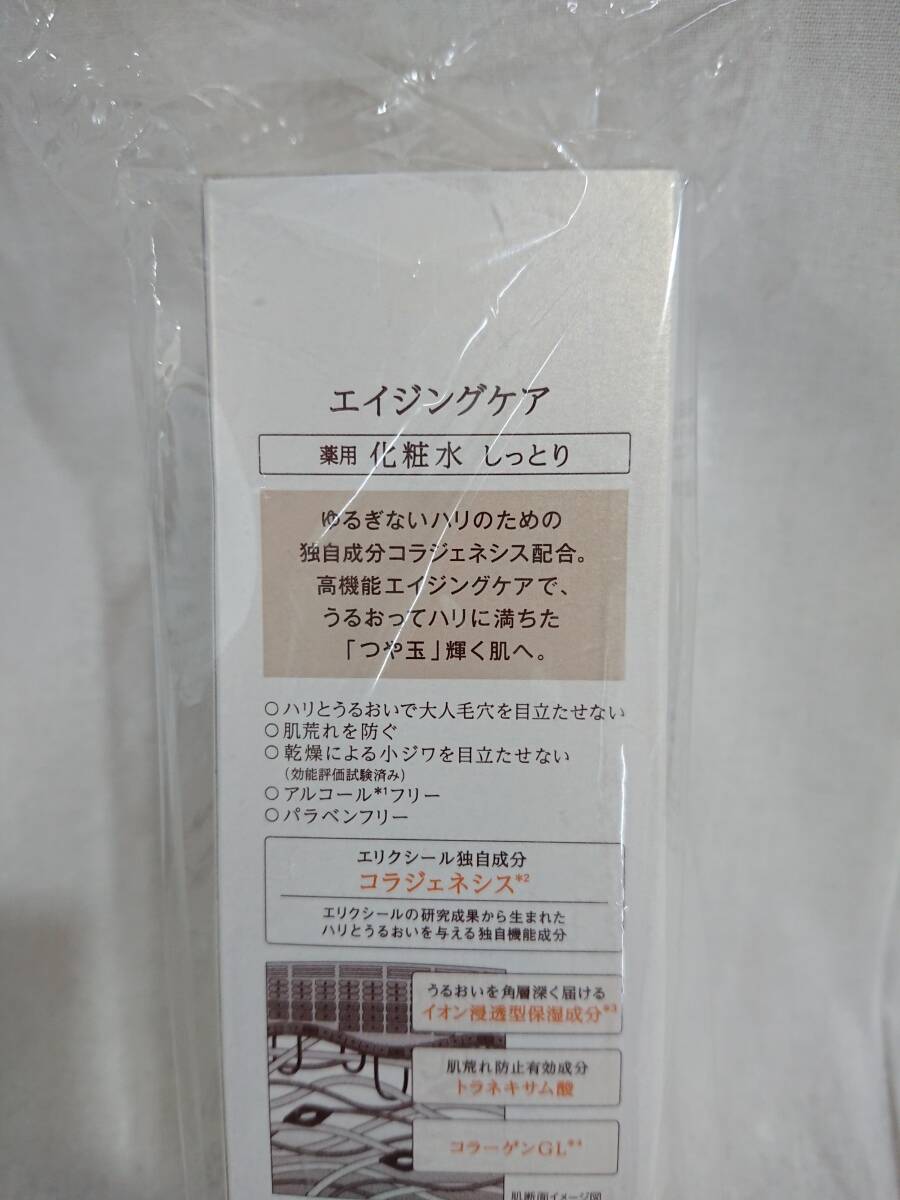 エイジングケア
薬用 化粧水 しっとり
ゆるぎないハリのための
独自成分コラジェネシス配合。
高機能エイジングケアで、
うるおってハリに満ちた
「つや玉」輝く肌へ。
○ハリとうるおいで大人毛穴を目立たせない
○肌荒れを防ぐ
○乾燥による小ジワを目立たせない
(効能評価試験済み)
○アルコール*1フリー
○パラベンフリー
エリクシール独自成分
コラジェネシス*2
エリクシールの研究成果から生まれた
ハリとうるおいを与える独自機能成分
うるおいを角層深く届ける
イオン浸透型保湿成分*3
肌荒れ防止有効成分
トラネキサム酸
コラーゲンGL*4
肌断面イメージ図